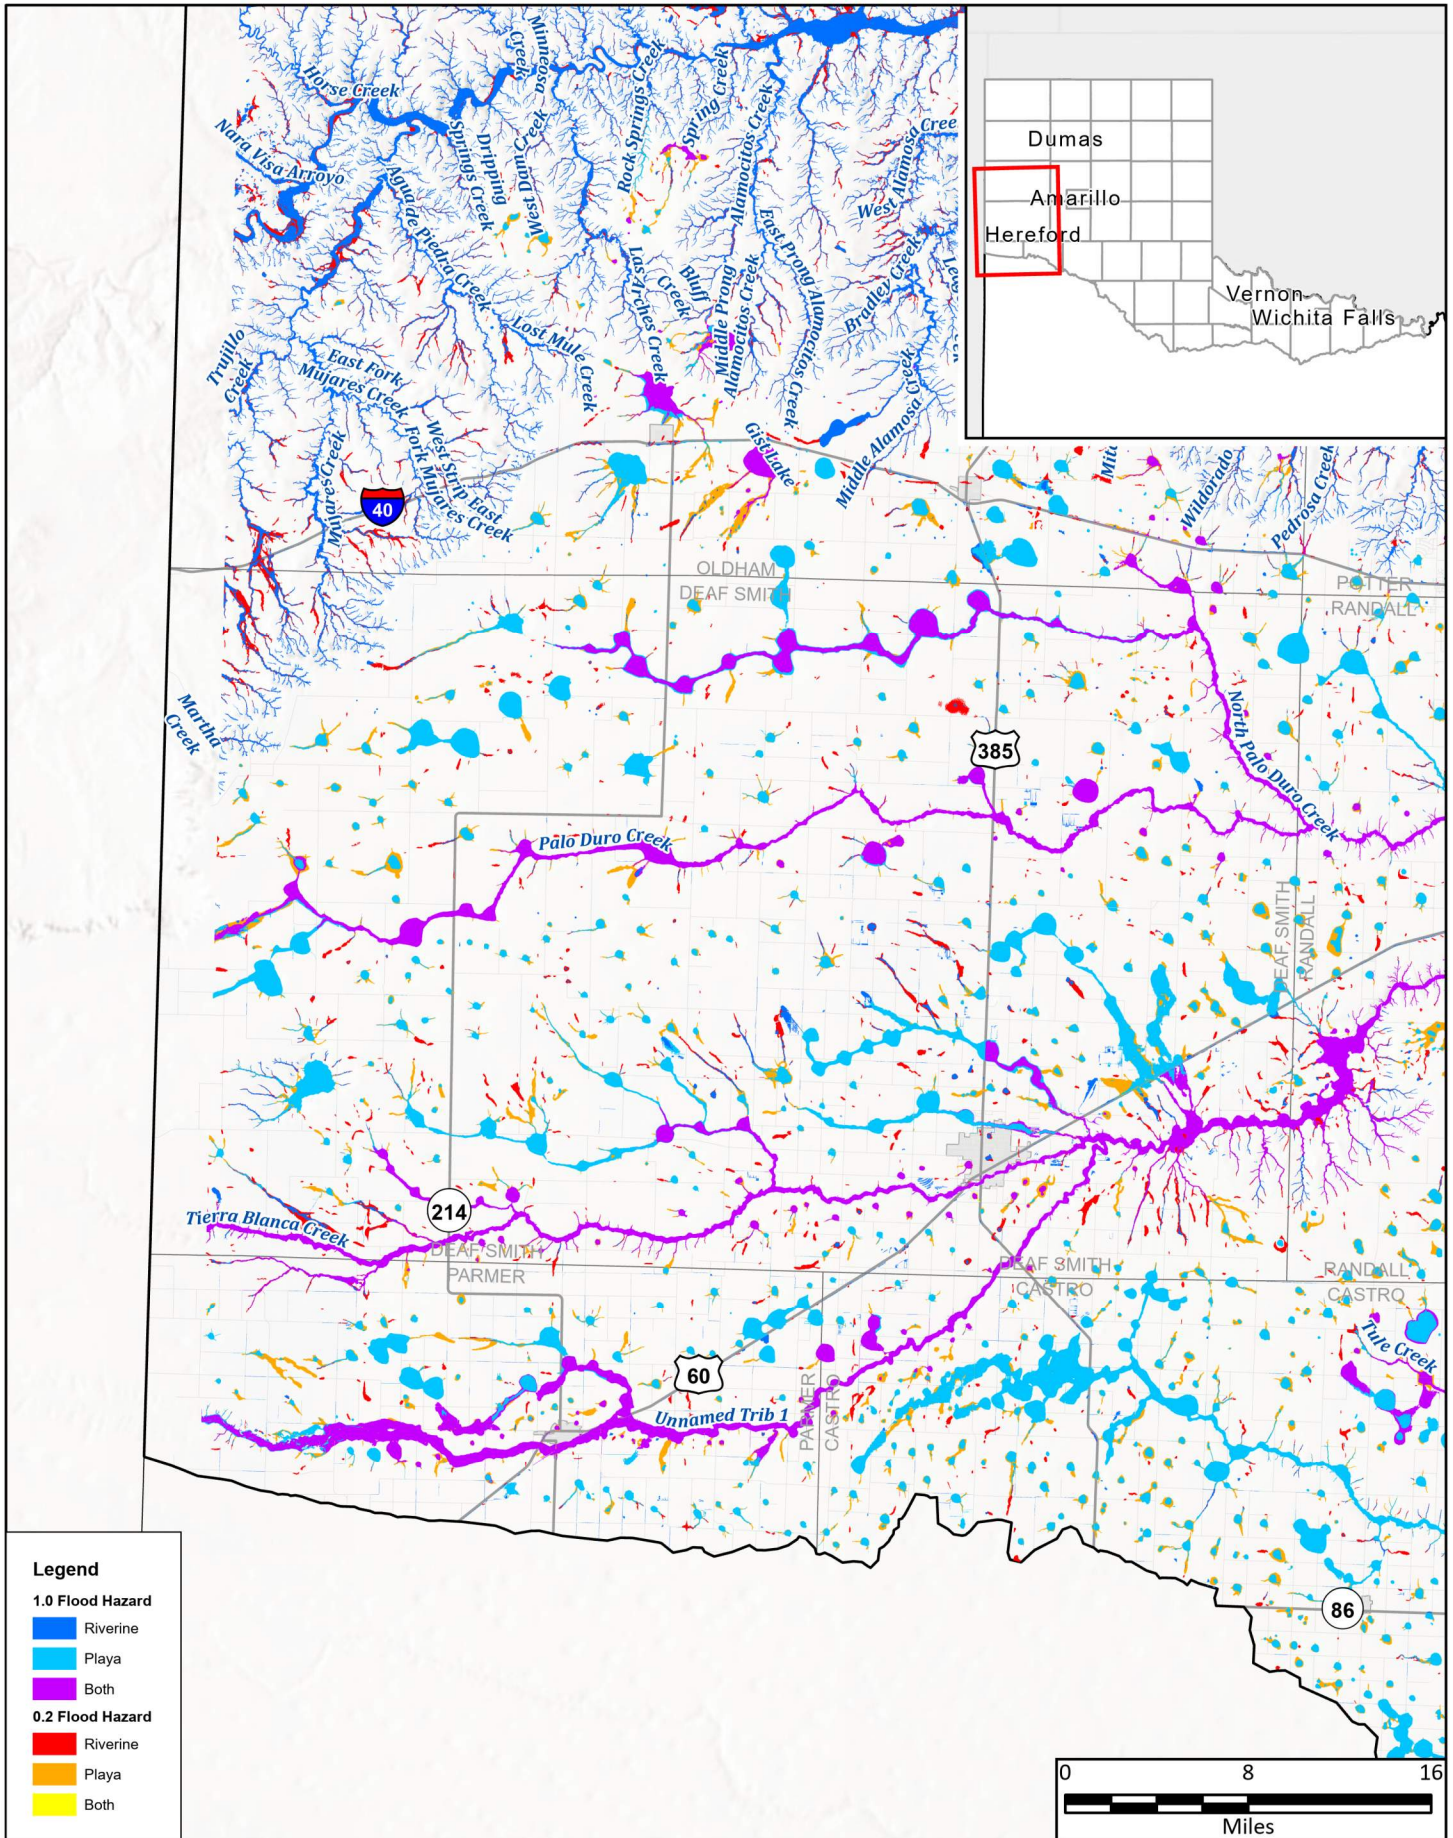 Horse Creek
Minneosa
Creek
Nara Visa Arroyo
Agua de Piedra Creek
Dripping
Springs Creek
West Dam
Creek
Rock Springs Creek
Spring Creek
Alamocitos Creek
West Alamosa Cree
Las Arches Creek
Bluff
Creek
Middle Prong
Alamocitos Creek
East Prong Alamocitos Creek
Bradley Creek
Lost Mule
Creek
Trujillo
Creek
East Fork
Mujares Creek
Mujares Creek
West Strip East
Fork Mujares Creek
Gist Lake
Middle Alamosa Creek
Wildorado
Pedrosa Creek
40
Dumas
Amarillo
Hereford
Vernon
Wichita Falls
OLDHAM
DEAF SMITH
POTTER
RANDALL
Martha
Creek
North Palo Duro Creek
385
Palo Duro Creek
DEAF SMITH
RANDALL
214
Tierra Blanca Creek
DEAF SMITH
PARMER
DEAF SMITH
CASTRO
RANDALL
CASTRO
Tule Creek
60
Unnamed Trib 1
PARMER
CASTRO
86
Legend
1.0 Flood Hazard
Riverine
Playa
Both
0.2 Flood Hazard
Riverine
Playa
Both
0 8 16
Miles